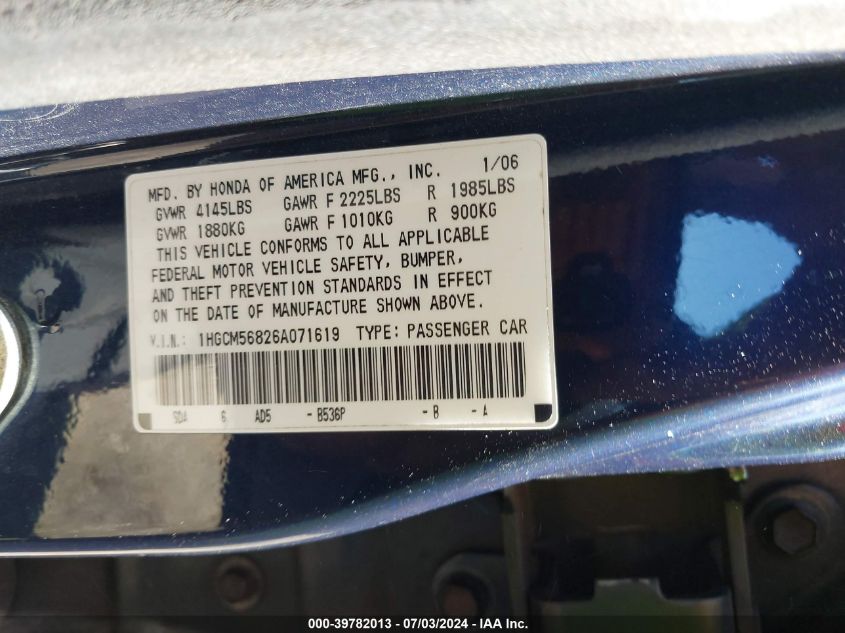 MFD. BY HONDA OF AMERICA MFG., INC. 1/06
GVWR 4145LBS GAWR F 2225LBS R 1985LBS
GVWR 1880KG GAWR F 1010KG R 900KG
THIS VEHICLE CONFORMS TO ALL APPLICABLE
FEDERAL MOTOR VEHICLE SAFETY, BUMPER,
AND THEFT PREVENTION STANDARDS IN EFFECT
ON THE DATE OF MANUFACTURE SHOWN ABOVE.
V.I.N.: 1HGCM56826A071619 TYPE: PASSENGER CAR
SDA 6 AD5 - B536P - B - A
000-39782013 - 07/03/2024 - IAA Inc.